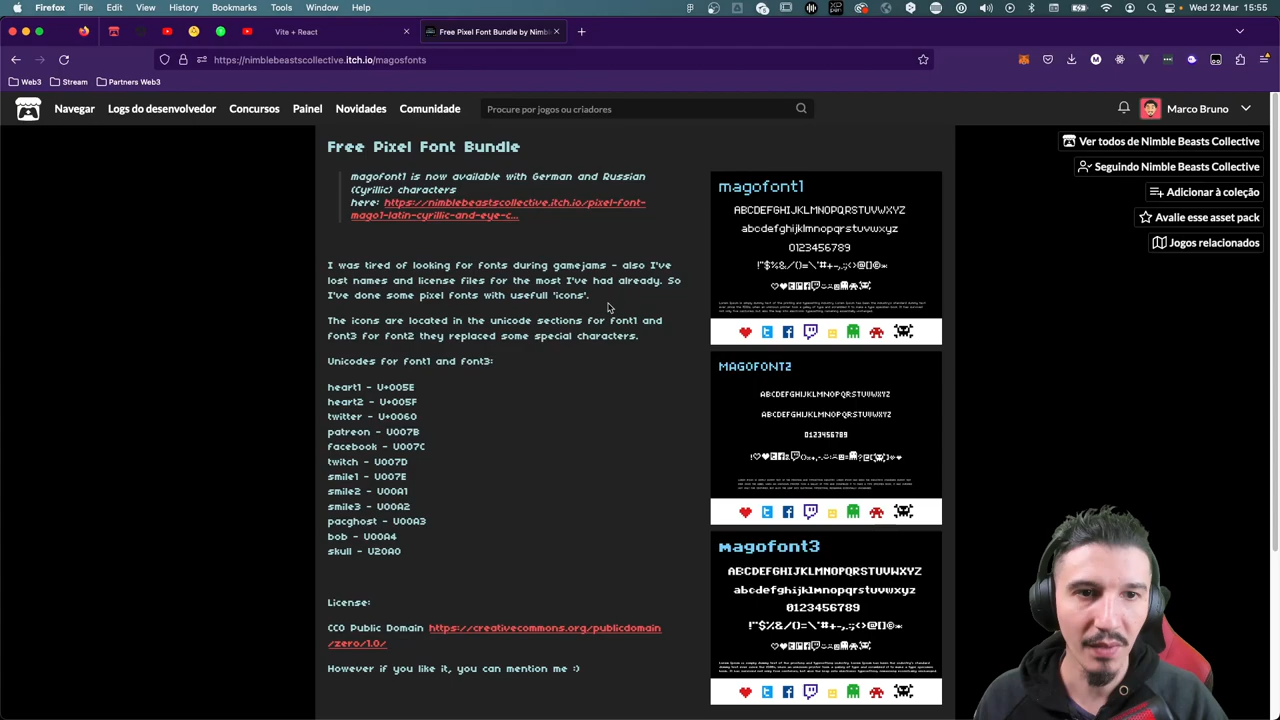 Firefox File Edit View History Bookmarks Tools Window Help
Wed 22 Mar 15:55
Vite + React
Free Pixel Font Bundle by Nimbl
https://nimblebeastscollective.itch.io/magosfonts
Web3 Stream Partners Web3
Navegar Logs do desenvolvedor Concursos Painel Novidades Comunidade
Procure por jogos ou criadores
Marco Bruno
Ver todos de Nimble Beasts Collective
Seguindo Nimble Beasts Collective
Adicionar à coleção
Avalie esse asset pack
Jogos relacionados
Free Pixel Font Bundle
magofont1 is now available with German and Russian
(Cyrillic) characters
here: https://nimblebeastscollective.itch.io/pixel-font-
mago1-latin-cyrillic-and-eye-c...
I was tired of looking for fonts during gamejams - also I've
lost names and license files for the most I've had already. So
I've done some pixel fonts with usefull 'icons'.
The icons are stored in the unicode sections for font1 and
font3 for font2 they replaced some special characters.
Unicodes for font1 and font3:
heart1 - U+005E
heart2 - U+005F
twitter - U+0060
patreon - U007B
facebook - U007C
twitch - U007D
smile1 - U007E
smile2 - U00A1
smile3 - U00A2
pacghost - U00A3
bob - U00A4
skull - U20A0
License:
CC0 Public Domain https://creativecommons.org/publicdomain
/zero/1.0/
However if you like it, you can mention me :)
magofont1
ABCDEFGHIJKLMNOPQRSTUVWXYZ
abcdefghijklmnopqrstuvwxyz
0123456789
!"$%&/()=\'#+-,.;:<>@[]©*
MAGOFONT2
ABCDEFGHIJKLMNOPQRSTUVWXYZ
ABCDEFGHIJKLMNOPQRSTUVWXYZ
0123456789
magofont3
ABCDEFGHIJKLMNOPQRSTUVWXYZ
abcdefghijklmnopqrstuvwxyz
0123456789
!"$%&/()=\'#+-,.;:<>@[]©*